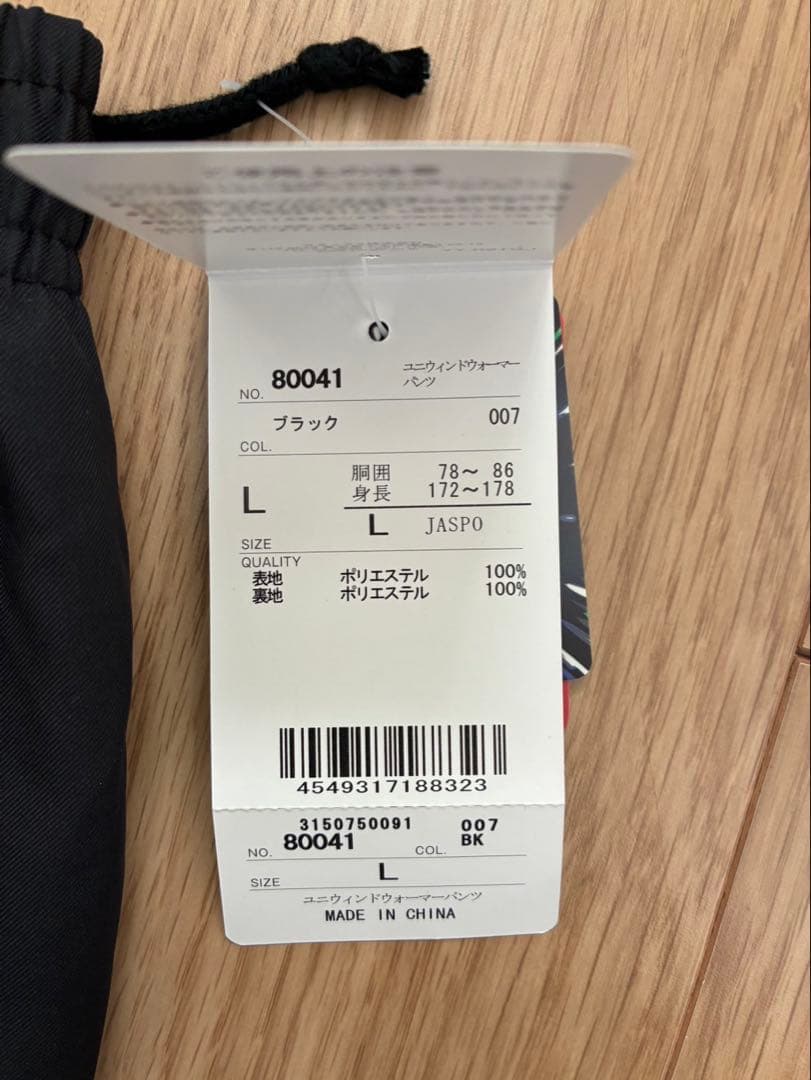 NO. 80041 ユニウィンドウォーマー
パンツ
ブラック 007
COL.
胴囲 78～ 86
L 身長 172～178
L JASPO
SIZE
QUALITY
表地 ポリエステル 100%
裏地 ポリエステル 100%
4549317188323
3150750091 007
NO. 80041 COL. BK
SIZE L
ユニウィンドウォーマーパンツ
MADE IN CHINA